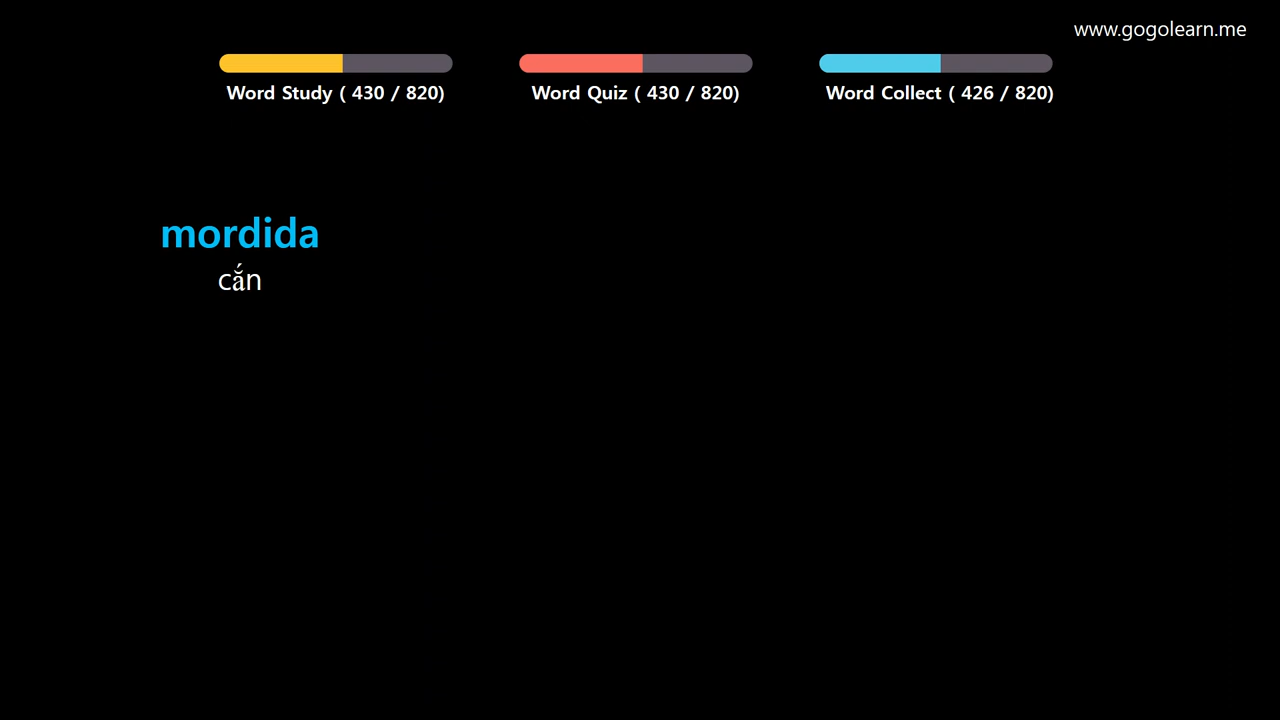 www.gogolearn.me
Word Study ( 430 / 820)
Word Quiz ( 430 / 820)
Word Collect ( 426 / 820)
mordida
cắn